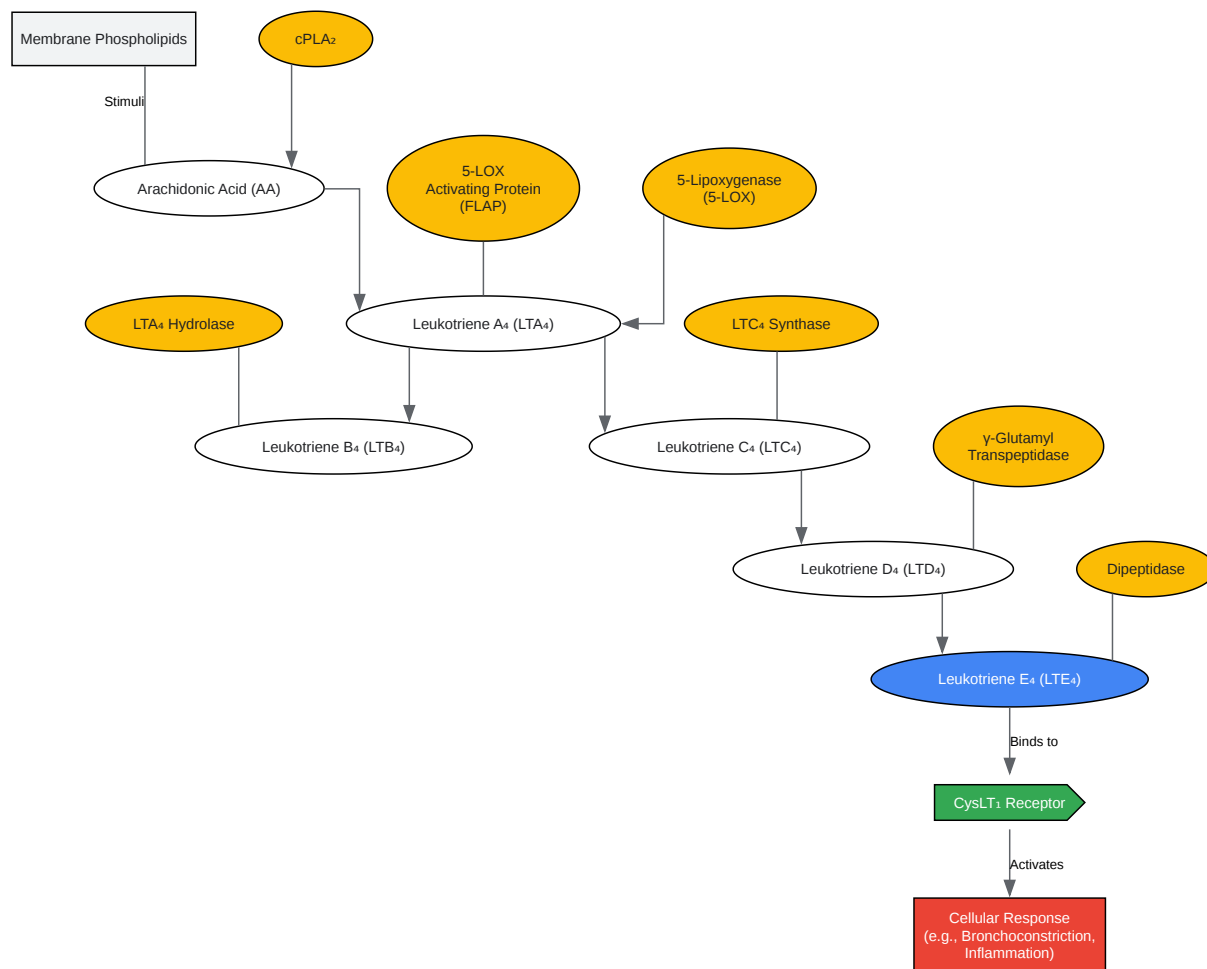 Membrane Phospholipids
cPLA₂
Stimuli
Arachidonic Acid (AA)
5-LOX
Activating Protein
(FLAP)
5-Lipoxygenase
(5-LOX)
LTA₄ Hydrolase
Leukotriene A₄ (LTA₄)
LTC₄ Synthase
Leukotriene B₄ (LTB₄)
Leukotriene C₄ (LTC₄)
γ-Glutamyl
Transpeptidase
Leukotriene D₄ (LTD₄)
Dipeptidase
Leukotriene E₄ (LTE₄)
Binds to
CysLT₁ Receptor
Activates
Cellular Response
(e.g., Bronchoconstriction,
Inflammation)